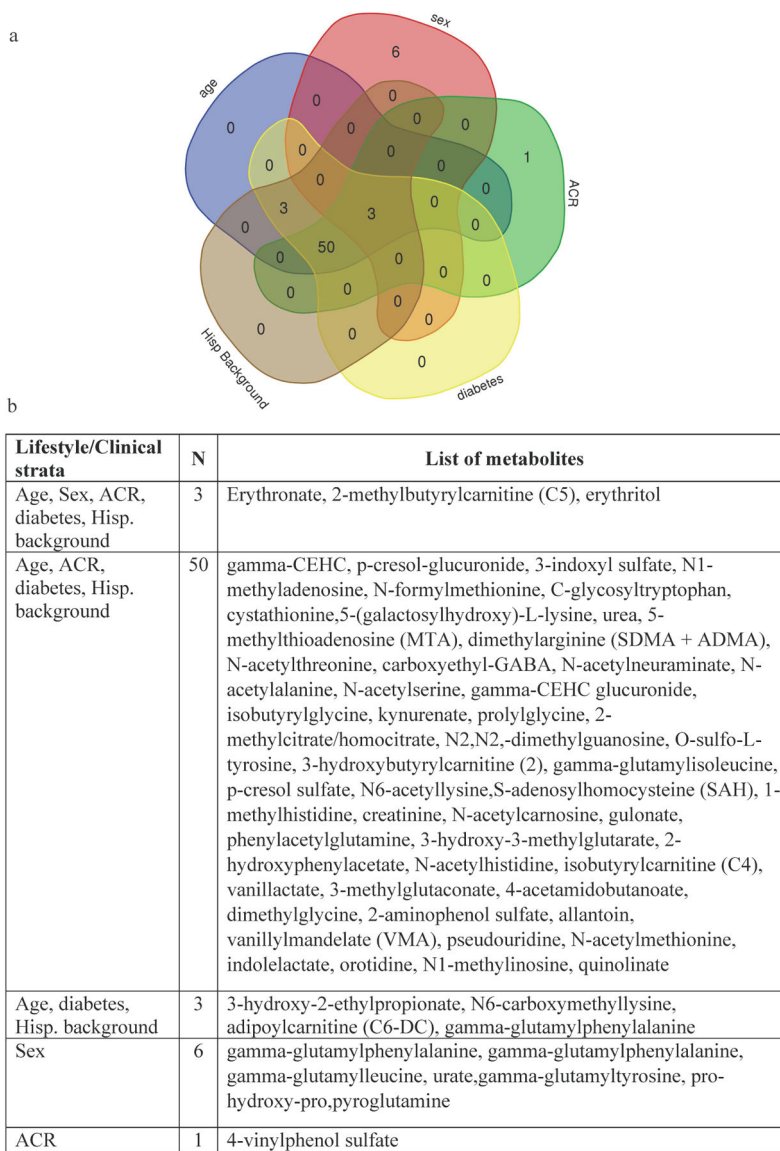 a
sex
6
age
0
0
0
0
0
0
0
1
ACR
0
0
0
0
0
0
0
3
3
0
0
50
0
0
0
0
0
0
0
0
0
0
0
Hisp Background
diabetes
b
Lifestyle/Clinical strata N List of metabolites
Age, Sex, ACR, 3 Erythronate, 2-methylbutyrylcarnitine (C5), erythritol
diabetes, Hisp.
background
Age, ACR, 50 gamma-CEHC, p-cresol-glucuronide, 3-indoxyl sulfate, N1-
diabetes, Hisp. methyladenosine, N-formylmethionine, C-glycosyltryptophan,
background cystathionine,5-(galactosylhydroxy)-L-lysine, urea, 5-
methylthioadenosine (MTA), dimethylarginine (SDMA + ADMA),
N-acetylthreonine, carboxyethyl-GABA, N-acetylneuraminate, N-
acetylalanine, N-acetylserine, gamma-CEHC glucuronide,
isobutyrylglycine, kynurenate, prolylglycine, 2-
methylcitrate/homocitrate, N2,N2,-dimethylguanosine, O-sulfo-L-
tyrosine, 3-hydroxybutyrylcarnitine (2), gamma-glutamylisoleucine,
p-cresol sulfate, N6-acetyllysine,S-adenosylhomocysteine (SAH), 1-
methylhistidine, creatinine, N-acetylcarnosine, gulonate,
phenylacetylglutamine, 3-hydroxy-3-methylglutarate, 2-
hydroxyphenylacetate, N-acetylhistidine, isobutyrylcarnitine (C4),
vanillactate, 3-methylglutaconate, 4-acetamidobutanoate,
dimethylglycine, 2-aminophenol sulfate, allantoin,
vanillylmandelate (VMA), pseudouridine, N-acetylmethionine,
indolelactate, orotidine, N1-methylinosine, quinolinate
Age, diabetes, 3 3-hydroxy-2-ethylpropionate, N6-carboxymethyllysine,
Hisp. background adipoylcarnitine (C6-DC), gamma-glutamylphenylalanine
Sex 6 gamma-glutamylphenylalanine, gamma-glutamylphenylalanine,
gamma-glutamylleucine, urate,gamma-glutamyltyrosine, pro-
hydroxy-pro,pyroglutamine
ACR 1 4-vinylphenol sulfate